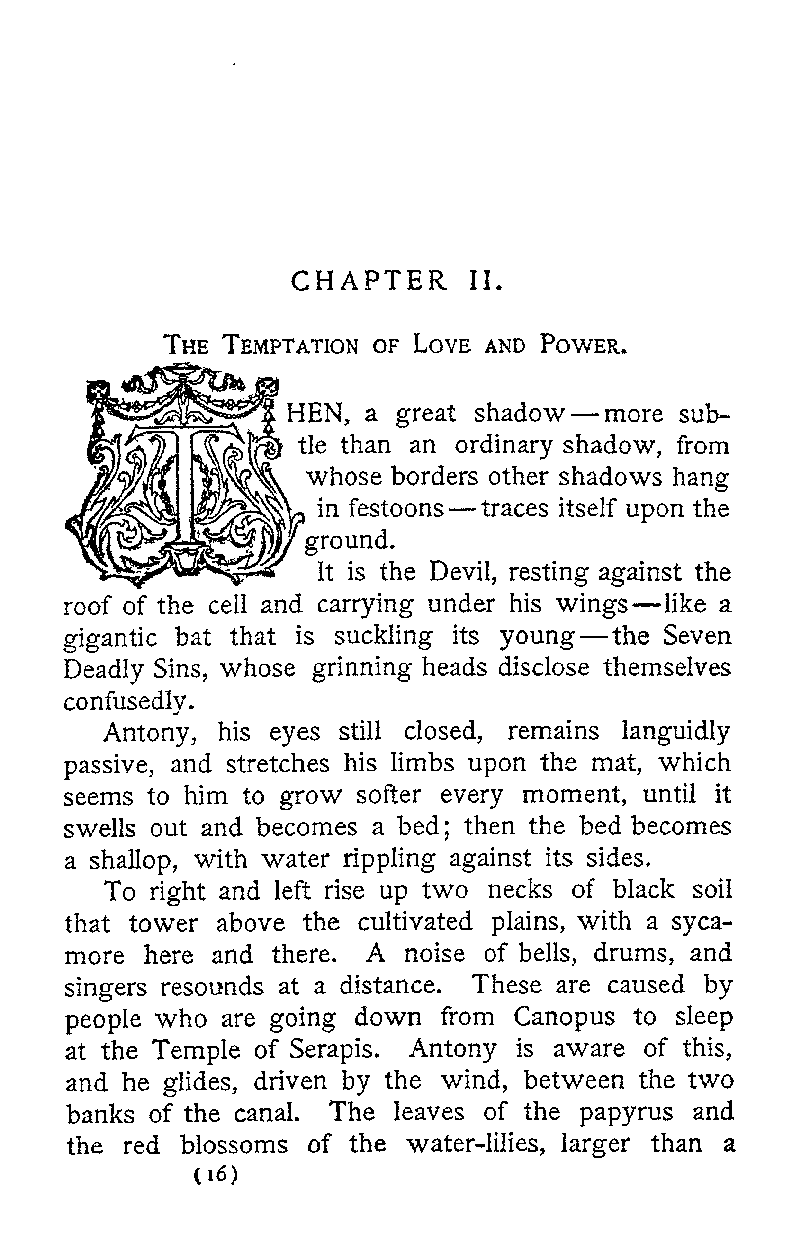 CHAPTER II.
THE TEMPTATION OF LOVE AND POWER.
THEN, a great shadow—more sub-
tle than an ordinary shadow, from
whose borders other shadows hang
in festoons—traces itself upon the
ground.
It is the Devil, resting against the
roof of the cell and carrying under his wings—like a
gigantic bat that is suckling its young—the Seven
Deadly Sins, whose grinning heads disclose themselves
confusedly.
Antony, his eyes still closed, remains languidly
passive, and stretches his limbs upon the mat, which
seems to him to grow softer every moment, until it
swells out and becomes a bed; then the bed becomes
a shallop, with water rippling against its sides.
To right and left rise up two necks of black soil
that tower above the cultivated plains, with a syca-
more here and there. A noise of bells, drums, and
singers resounds at a distance. These are caused by
people who are going down from Canopus to sleep
at the Temple of Serapis. Antony is aware of this,
and he glides, driven by the wind, between the two
banks of the canal. The leaves of the papyrus and
the red blossoms of the water-lilies, larger than a
(16)